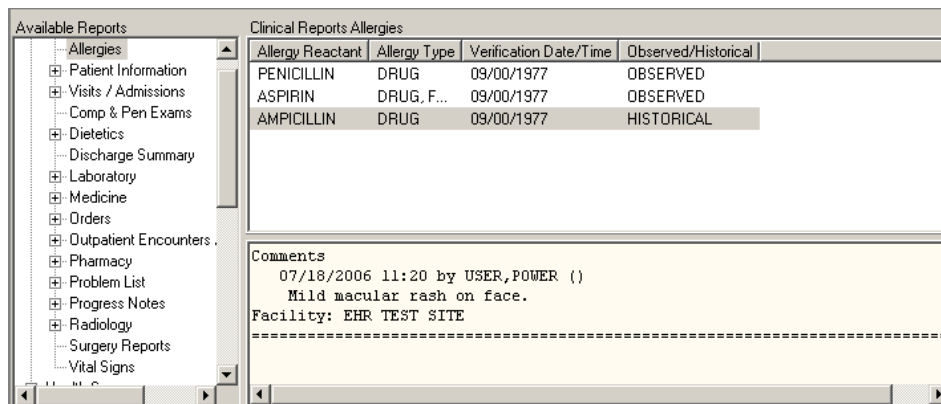 Available Reports
Allergies
Patient Information
Visits / Admissions
Comp & Pen Exams
Dietetics
Discharge Summary
Laboratory
Medicine
Orders
Outpatient Encounters .
Pharmacy
Problem List
Progress Notes
Radiology
Surgery Reports
Vital Signs
Clinical Reports Allergies
Allergy Reactant Allergy Type Verification Date/Time Observed/Historical
PENICILLIN DRUG 09/00/1977 OBSERVED
ASPIRIN DRUG, F... 09/00/1977 OBSERVED
AMPICILLIN DRUG 09/00/1977 HISTORICAL
Comments
07/18/2006 11:20 by USER,POWER ()
Mild macular rash on face.
Facility: EHR TEST SITE